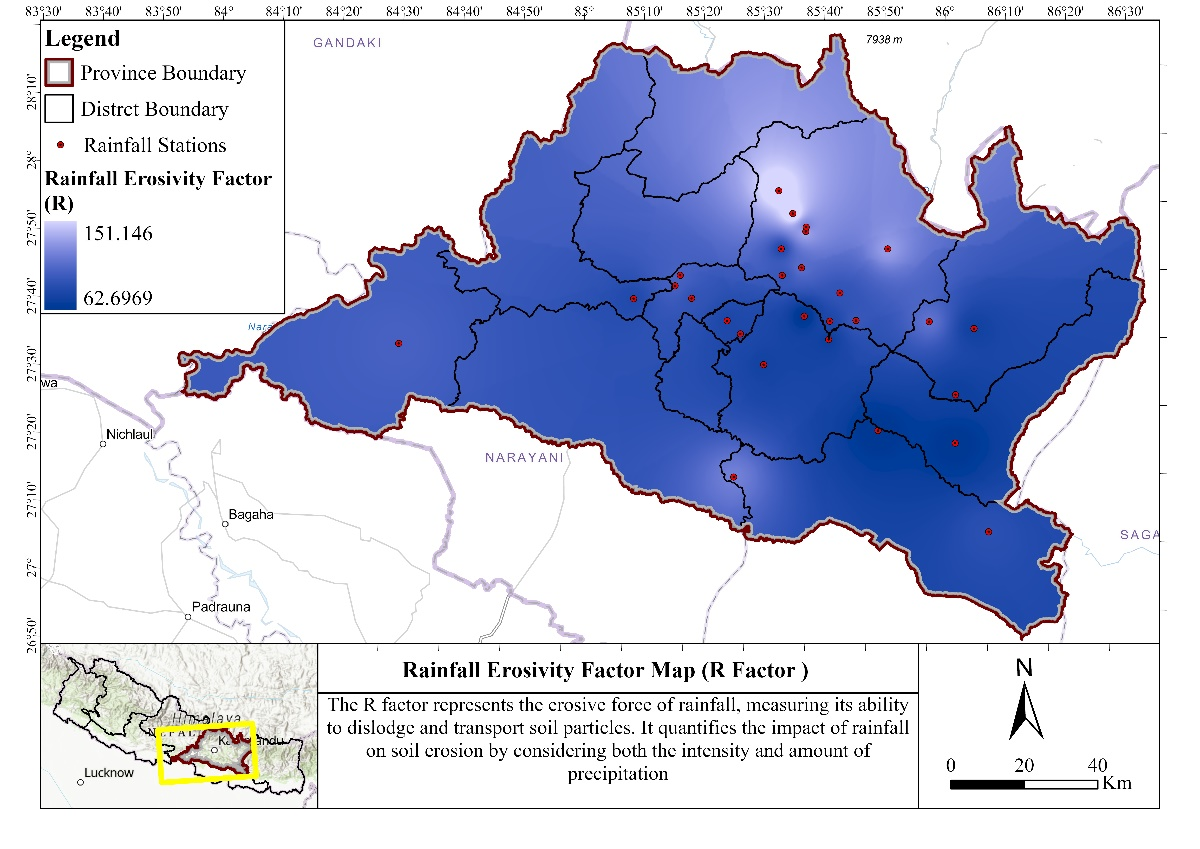 83°30' 83°40' 83°50' 84° 84°10' 84°20' 84°30' 84°40' 84°50' 85° 85°10' 85°20' 85°30' 85°40' 85°50' 86° 86°10' 86°20' 86°30'
Legend
Province Boundary
Distrct Boundary
Rainfall Stations
Rainfall Erosivity Factor
(R)
151.146
62.6969
28°10'
28°
27°50'
27°40'
27°30'
27°20'
27°10'
27°
26°50'
GANDAKI
7938 m
Nara
wa
Nichlaul
NARAYANI
Bagaha
SAGA
Padrauna
Himalaya
Lucknow
Rainfall Erosivity Factor Map (R Factor )
The R factor represents the erosive force of rainfall, measuring its ability
to dislodge and transport soil particles. It quantifies the impact of rainfall
on soil erosion by considering both the intensity and amount of
precipitation
N
0 20 40
Km